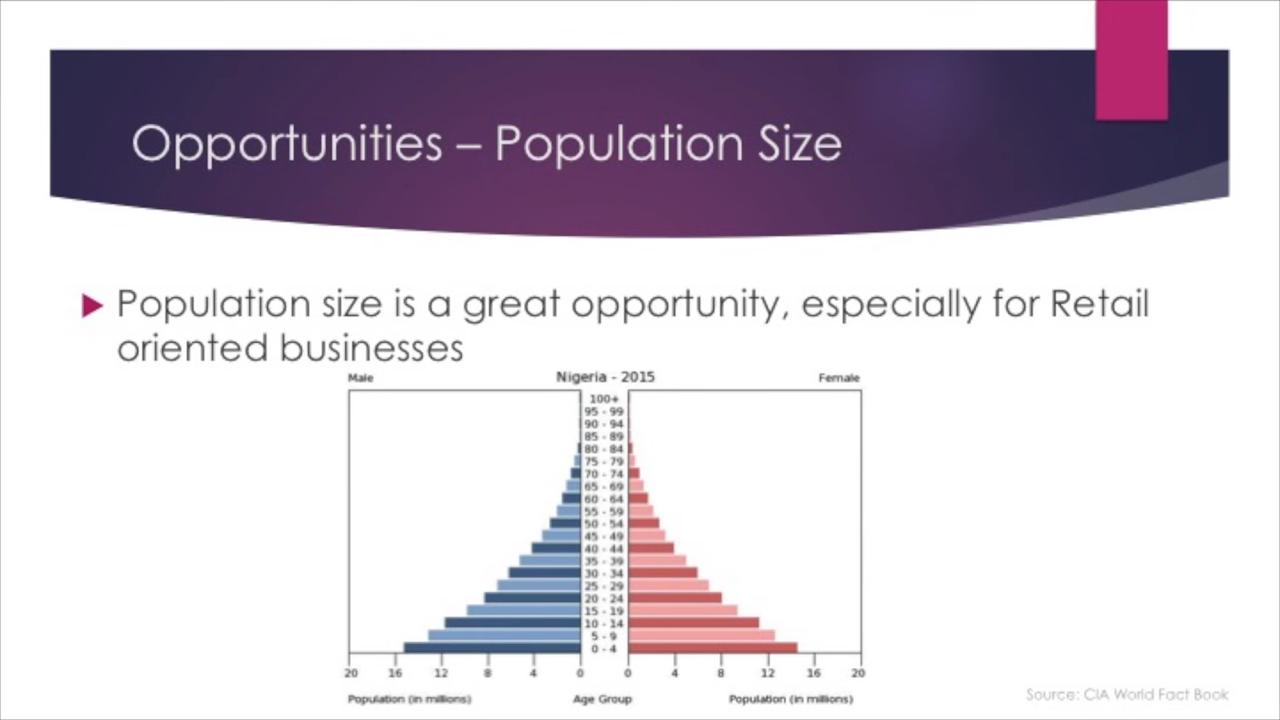 Opportunities – Population Size
Population size is a great opportunity, especially for Retail
oriented businesses
Male Nigeria - 2015 Female
100+
95 - 99
90 - 94
85 - 89
80 - 84
75 - 79
70 - 74
65 - 69
60 - 64
55 - 59
50 - 54
45 - 49
40 - 44
35 - 39
30 - 34
25 - 29
20 - 24
15 - 19
10 - 14
5 - 9
0 - 4
20 16 12 8 4 0 0 4 8 12 16 20
Population (in millions) Age Group Population (in millions)
Source: CIA World Fact Book